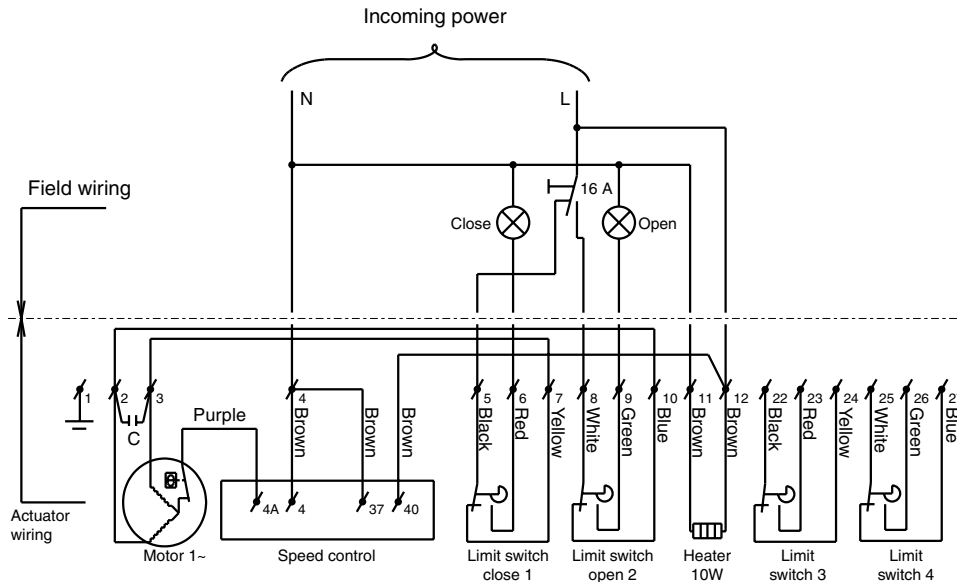 Incoming power
N
L
Field wiring
16 A
Close
Open
1
2
3
4
5
6
7
8
9
10
11
12
22
23
24
25
26
2
C
Purple
Brown
Brown
Brown
Black
Red
Yellow
White
Green
Blue
Brown
Brown
Black
Red
Yellow
White
Green
Blue
4A
4
37
40
Actuator
wiring
Motor 1~
Speed control
Limit switch
close 1
Limit switch
open 2
Heater
10W
Limit
switch 3
Limit
switch 4